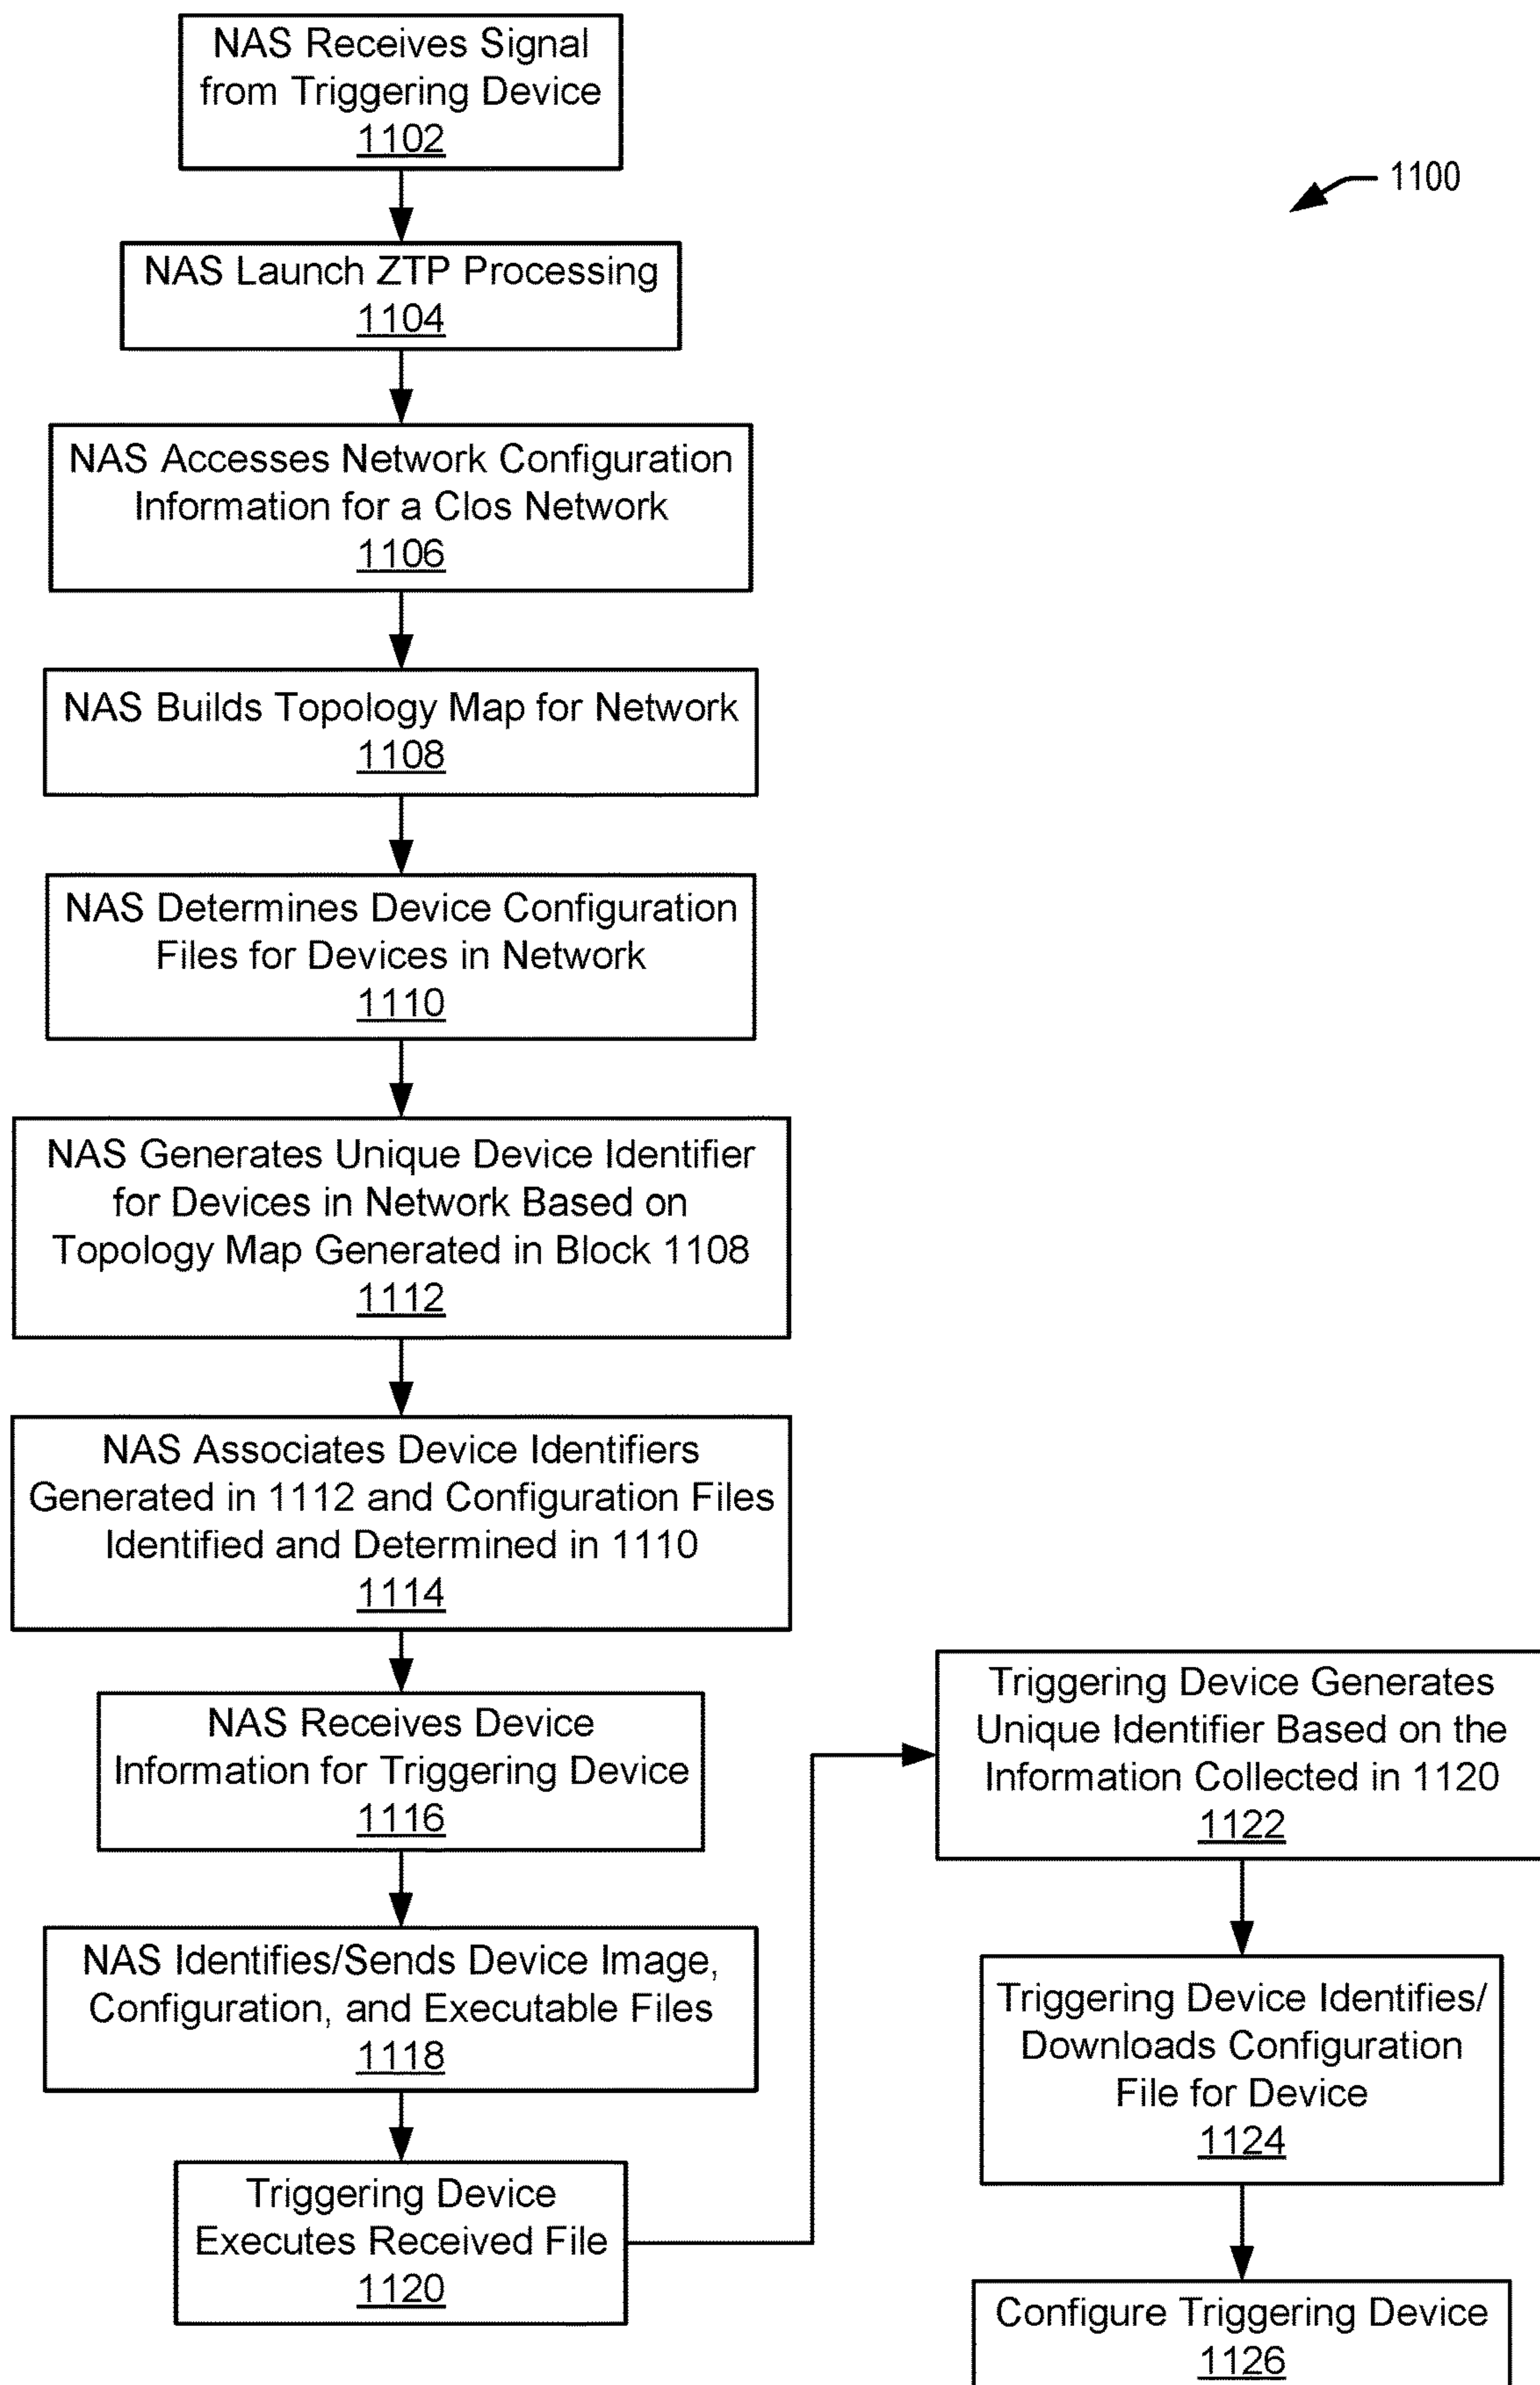 NAS Receives Signal
from Triggering Device
1102
1100
NAS Launch ZTP Processing
1104
NAS Accesses Network Configuration
Information for a Clos Network
1106
NAS Builds Topology Map for Network
1108
NAS Determines Device Configuration
Files for Devices in Network
1110
NAS Generates Unique Device Identifier
for Devices in Network Based on
Topology Map Generated in Block 1108
1112
NAS Associates Device Identifiers
Generated in 1112 and Configuration Files
Identified and Determined in 1110
1114
NAS Receives Device
Information for Triggering Device
1116
NAS Identifies/Sends Device Image,
Configuration, and Executable Files
1118
Triggering Device
Executes Received File
1120
Triggering Device Generates
Unique Identifier Based on the
Information Collected in 1120
1122
Triggering Device Identifies/
Downloads Configuration
File for Device
1124
Configure Triggering Device
1126